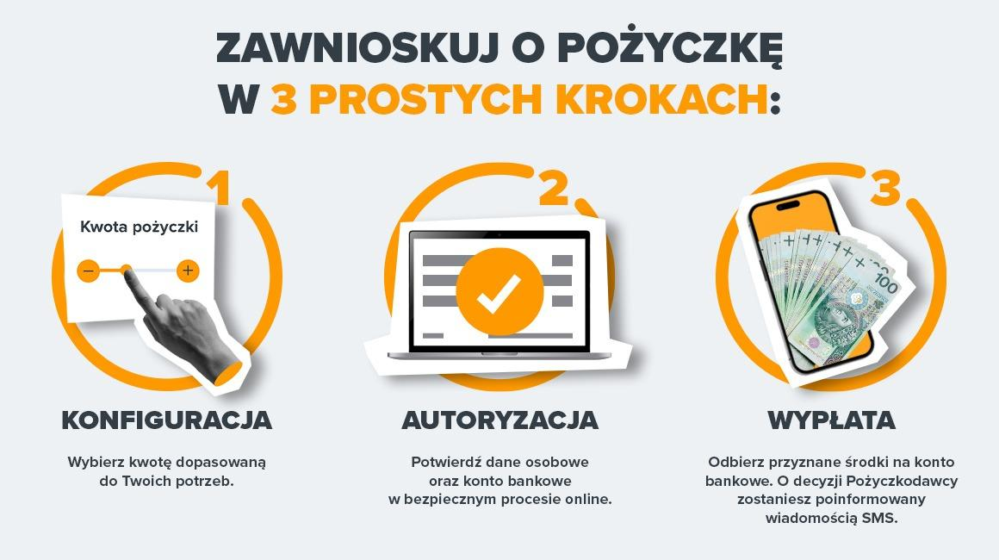 ZAWNIOSKUJ O POŻYCZKĘ
W 3 PROSTYCH KROKACH:
1
Kwota pożyczki
− +
KONFIGURACJA
Wybierz kwotę dopasowaną
do Twoich potrzeb.
2
AUTORYZACJA
Potwierdź dane osobowe
oraz konto bankowe
w bezpiecznym procesie online.
3
100
WYPŁATA
Odbierz przyznane środki na konto
bankowe. O decyzji Pożyczkodawcy
zostaniesz poinformowany
wiadomością SMS.